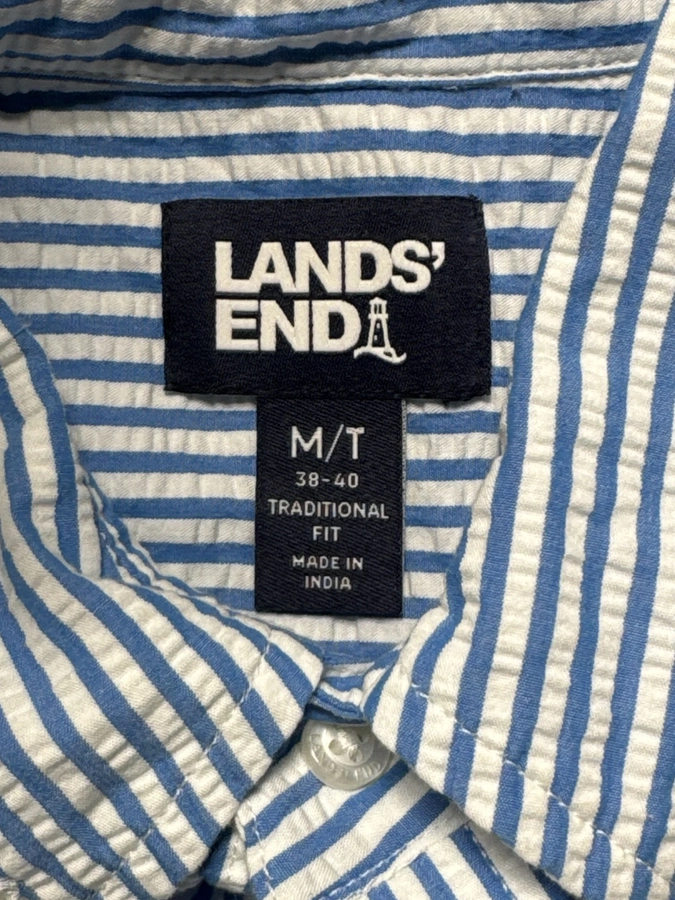 LANDS'
END
M/T
38-40
TRADITIONAL
FIT
MADE IN
INDIA